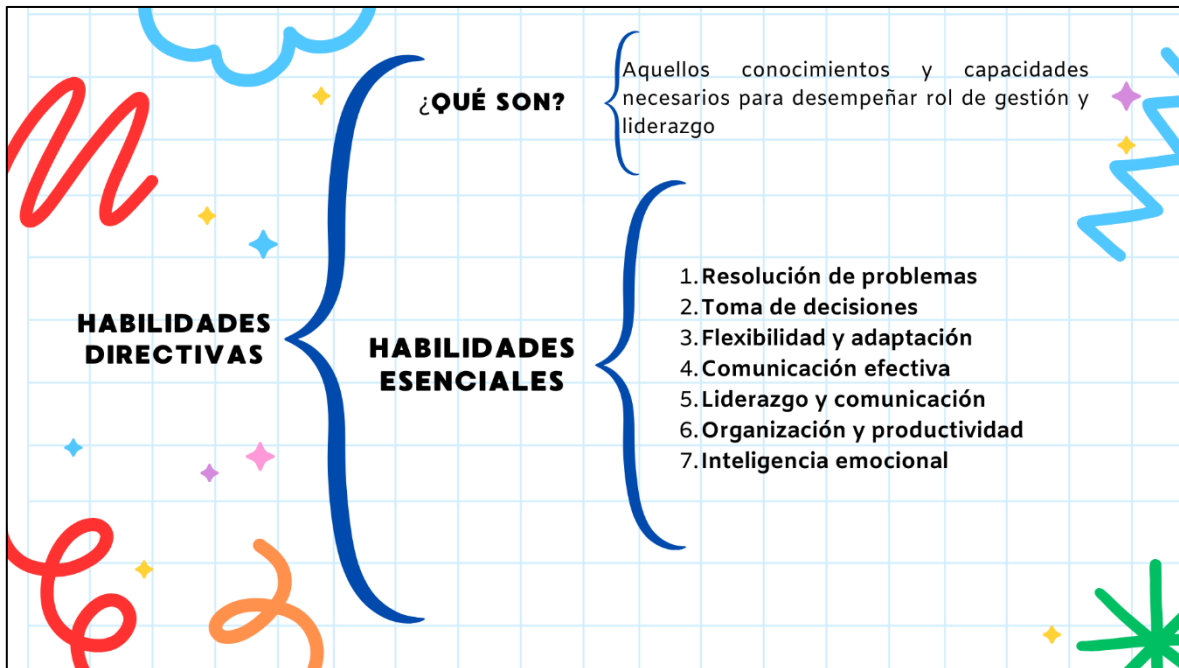 ¿QUÉ SON?
Aquellos conocimientos y capacidades
necesarios para desempeñar rol de gestión y
liderazgo
HABILIDADES
DIRECTIVAS
HABILIDADES
ESENCIALES
1. Resolución de problemas
2. Toma de decisiones
3. Flexibilidad y adaptación
4. Comunicación efectiva
5. Liderazgo y comunicación
6. Organización y productividad
7. Inteligencia emocional